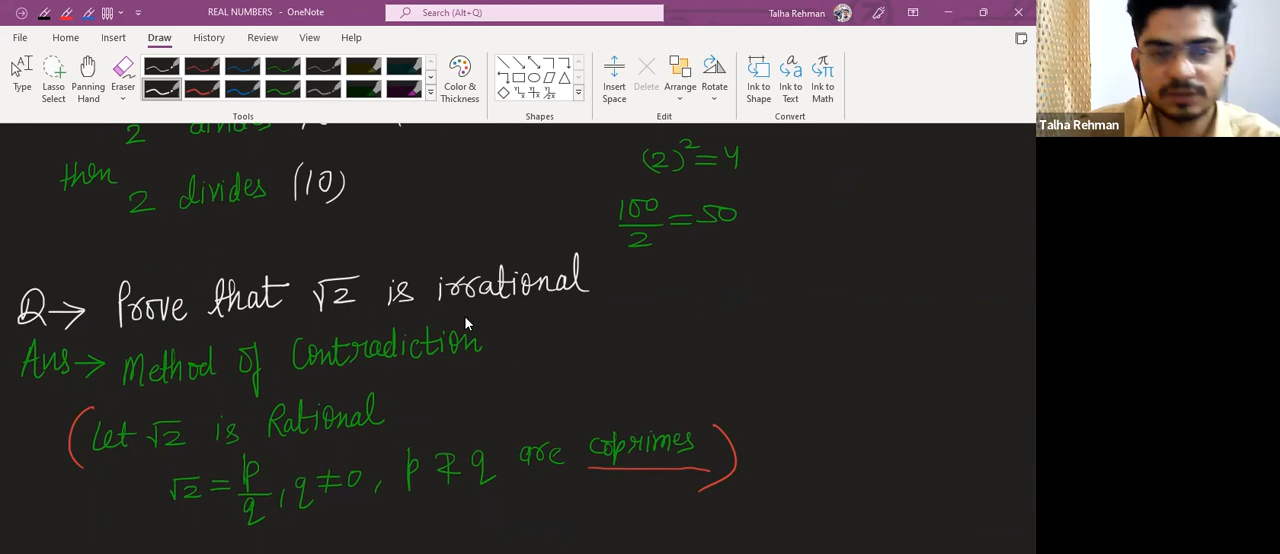 REAL NUMBERS - OneNote
Search (Alt+Q)
Talha Rehman
File Home Insert Draw History Review View Help
Type
Lasso Select
Panning Hand
Eraser
Color & Thickness
Insert Space
Delete
Arrange
Rotate
Ink to Shape
Ink to Text
Ink to Math
Tools
Shapes
Edit
Convert
Talha Rehman
2 divides
then
2 divides (10)
(2)² = 4
100/2 = 50
Q → Prove that √2 is irrational
Ans → Method of Contradiction
(Let √2 is Rational
√2 = p/q, q ≠ 0, p & q are coprimes)